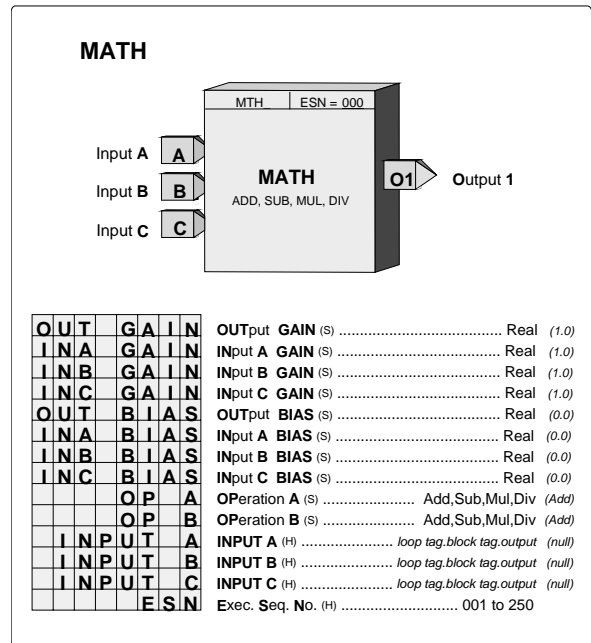 MATH
MTH_ ESN = 000
Input A A
Input B B
Input C C
MATH
ADD, SUB, MUL, DIV
O1 Output 1
OUT GAIN OUTput GAIN (S) ........................................ Real (1.0)
INA GAIN INput A GAIN (S) ........................................ Real (1.0)
INB GAIN INput B GAIN (S) ........................................ Real (1.0)
INC GAIN INput C GAIN (S) ........................................ Real (1.0)
OUT BIAS OUTput BIAS (S) ........................................ Real (0.0)
INA BIAS INput A BIAS (S) ........................................ Real (0.0)
INB BIAS INput B BIAS (S) ........................................ Real (0.0)
INC BIAS INput C BIAS (S) ........................................ Real (0.0)
OP A OPeration A (S) ........................ Add,Sub,Mul,Div (Add)
OP B OPeration B (S) ........................ Add,Sub,Mul,Div (Add)
INPUT A INPUT A (H) ....................... loop tag.block tag.output (null)
INPUT B INPUT B (H) ....................... loop tag.block tag.output (null)
INPUT C INPUT C (H) ....................... loop tag.block tag.output (null)
ESN Exec. Seq. No. (H) ............................. 001 to 250